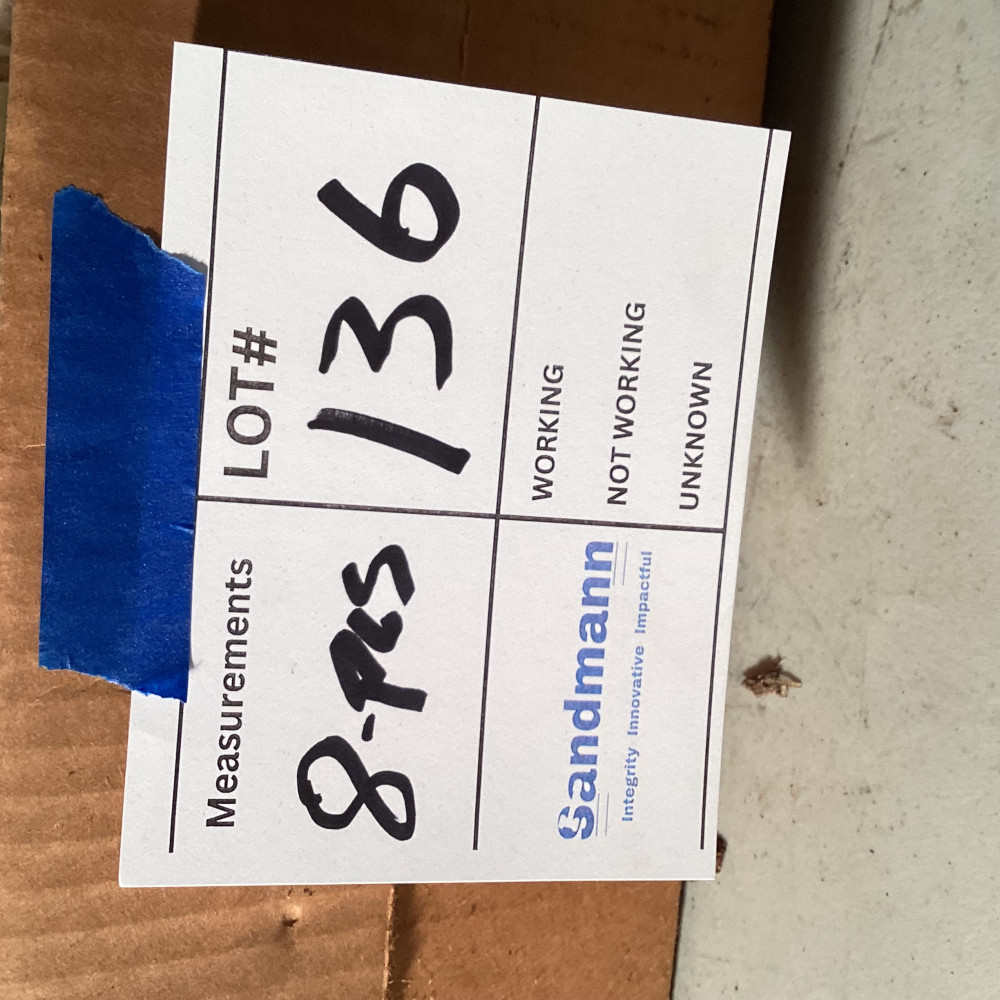 Measurements
8-pcs
LOT#
136
Sandmann
Integrity Innovative Impactful
WORKING
NOT WORKING
UNKNOWN